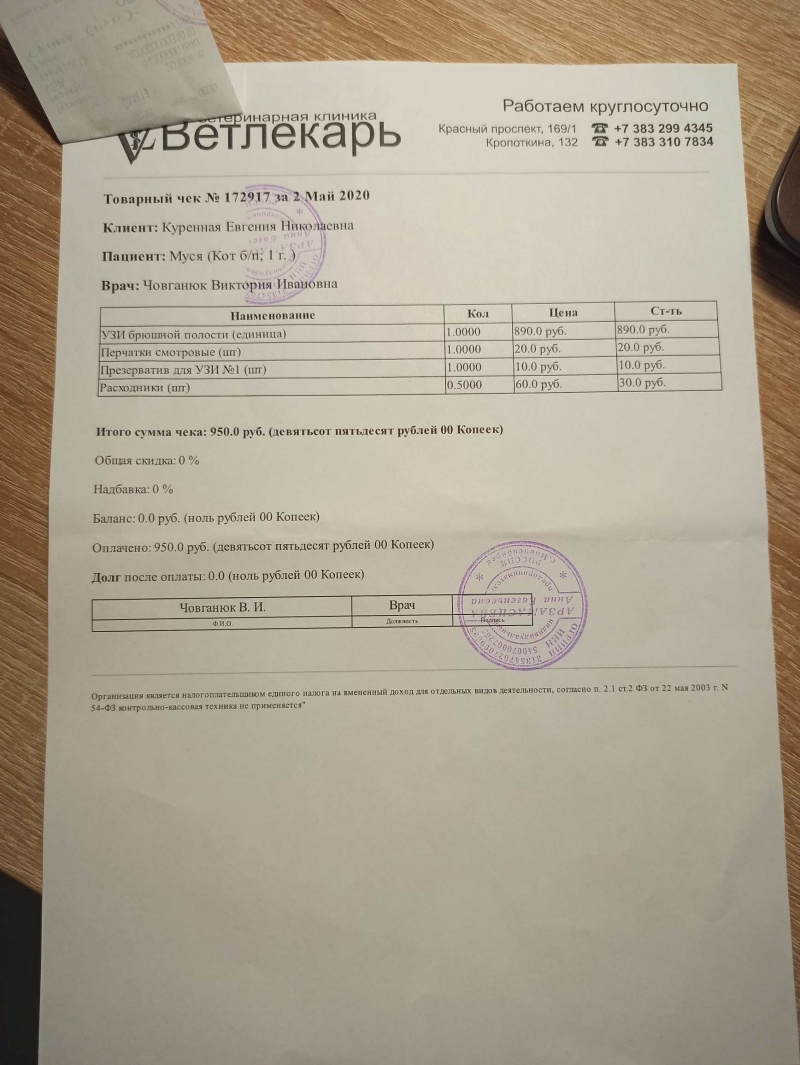 ветеринарная клиника
Ветлекарь
Работаем круглосуточно
Красный проспект, 169/1 ☎ +7 383 299 4345
Кропоткина, 132 ☎ +7 383 310 7834
Товарный чек № 172917 за 2 Май 2020
Клиент: Куренная Евгения Николаевна
Пациент: Муся (Кот б/п; 1 г. )
Врач: Човганюк Виктория Ивановна
Наименование Кол Цена Ст-ть
УЗИ брюшной полости (единица) 1.0000 890.0 руб. 890.0 руб.
Перчатки смотровые (шт) 1.0000 20.0 руб. 20.0 руб.
Презерватив для УЗИ №1 (шт) 1.0000 10.0 руб. 10.0 руб.
Расходники (шт) 0.5000 60.0 руб. 30.0 руб.
Итого сумма чека: 950.0 руб. (девятьсот пятьдесят рублей 00 Копеек)
Общая скидка: 0 %
Надбавка: 0 %
Баланс: 0.0 руб. (ноль рублей 00 Копеек)
Оплачено: 950.0 руб. (девятьсот пятьдесят рублей 00 Копеек)
Долг после оплаты: 0.0 (ноль рублей 00 Копеек)
Човганюк В. И. Врач
Ф.И.О. Должность Подпись
РОССИЯ
г. Новосибирск
АРЗАМАСЦЕВА
Анна Евгеньевна
Организация является налогоплательщиком единого налога на вмененный доход для отдельных видов деятельности, согласно п. 2.1 ст.2 ФЗ от 22 мая 2003 г. N
54-ФЗ контрольно-кассовая техника не применяется"